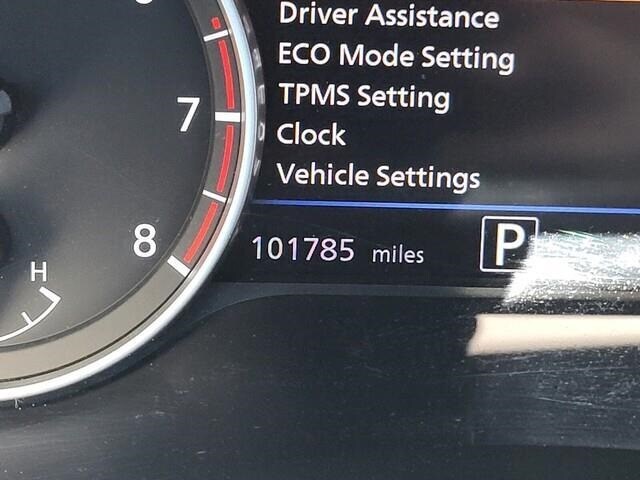 Driver Assistance
ECO Mode Setting
TPMS Setting
Clock
Vehicle Settings
7
8
H
101785 miles
P